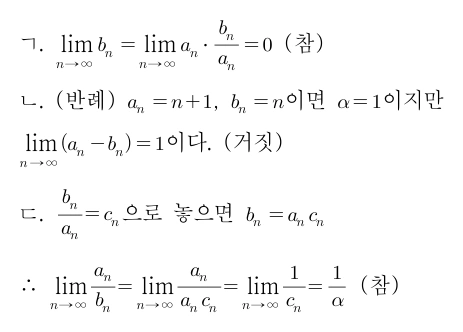 ㄱ. lim_{n→∞} b_n = lim_{n→∞} a_n · b_n/a_n = 0 (참)
ㄴ. (반례) a_n = n+1, b_n = n이면 α=1이지만
lim_{n→∞} (a_n − b_n) = 1이다. (거짓)
ㄷ. b_n/a_n = c_n으로 놓으면 b_n = a_n c_n
∴ lim_{n→∞} a_n/b_n = lim_{n→∞} a_n/(a_n c_n) = lim_{n→∞} 1/c_n = 1/α (참)